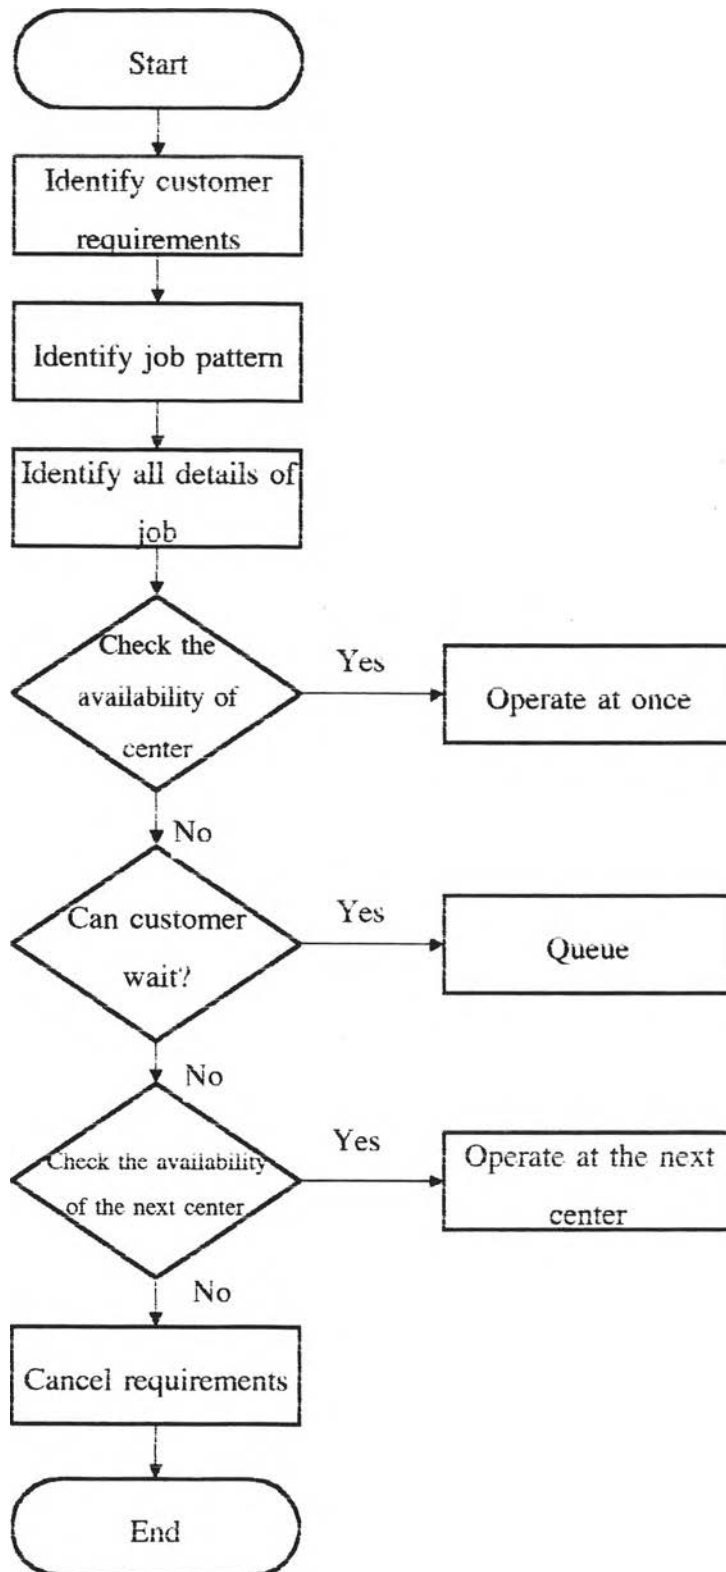 Start
Identify customer
requirements
Identify job pattern
Identify all details of
job
Check the
availability of
center
Yes
Operate at once
No
Can customer
wait?
Yes
Queue
No
Check the availability
of the next center
Yes
Operate at the next
center
No
Cancel requirements
End